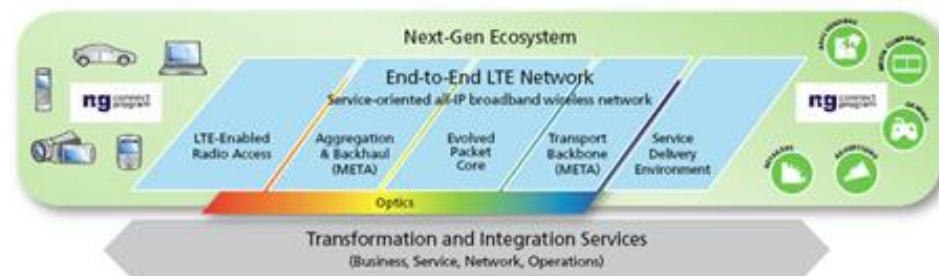 Next-Gen Ecosystem
End-to-End LTE Network
Service-oriented all-IP broadband wireless network
ng connect program
LTE-Enabled
Radio Access
Aggregation
& Backhaul
(META)
Evolved
Packet
Core
Transport
Backbone
(META)
Service
Delivery
Environment
ng connect program
Optics
Transformation and Integration Services
(Business, Service, Network, Operations)